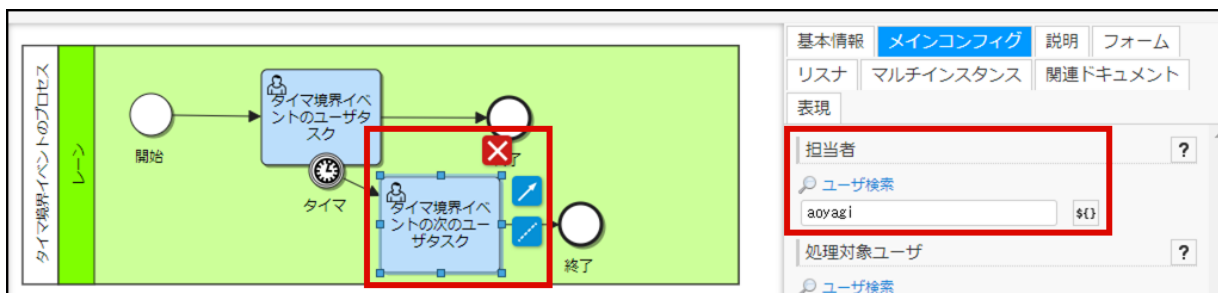 タイマ境界イベントのプロセス
レーン
開始
タイマ境界イベ
ントのユーザタ
スク
タイマ
タイマ境界イベ
ントの次のユー
ザタスク
了
終了
基本情報 メインコンフィグ 説明 フォーム
リスナ マルチインスタンス 関連ドキュメント
表現
担当者 ?
ユーザ検索
aoyagi ${}
処理対象ユーザ ?
ユーザ検索